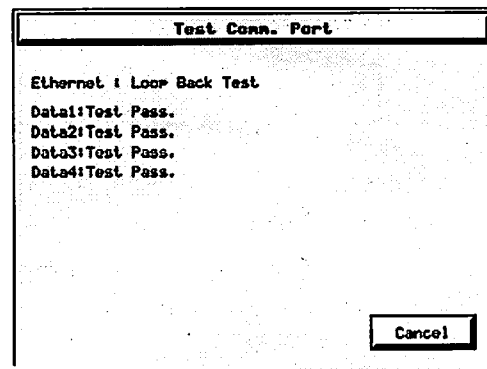 Test Comm. Port
Ethernet : Loop Back Test
Data1:Test Pass.
Data2:Test Pass.
Data3:Test Pass.
Data4:Test Pass.
Cancel